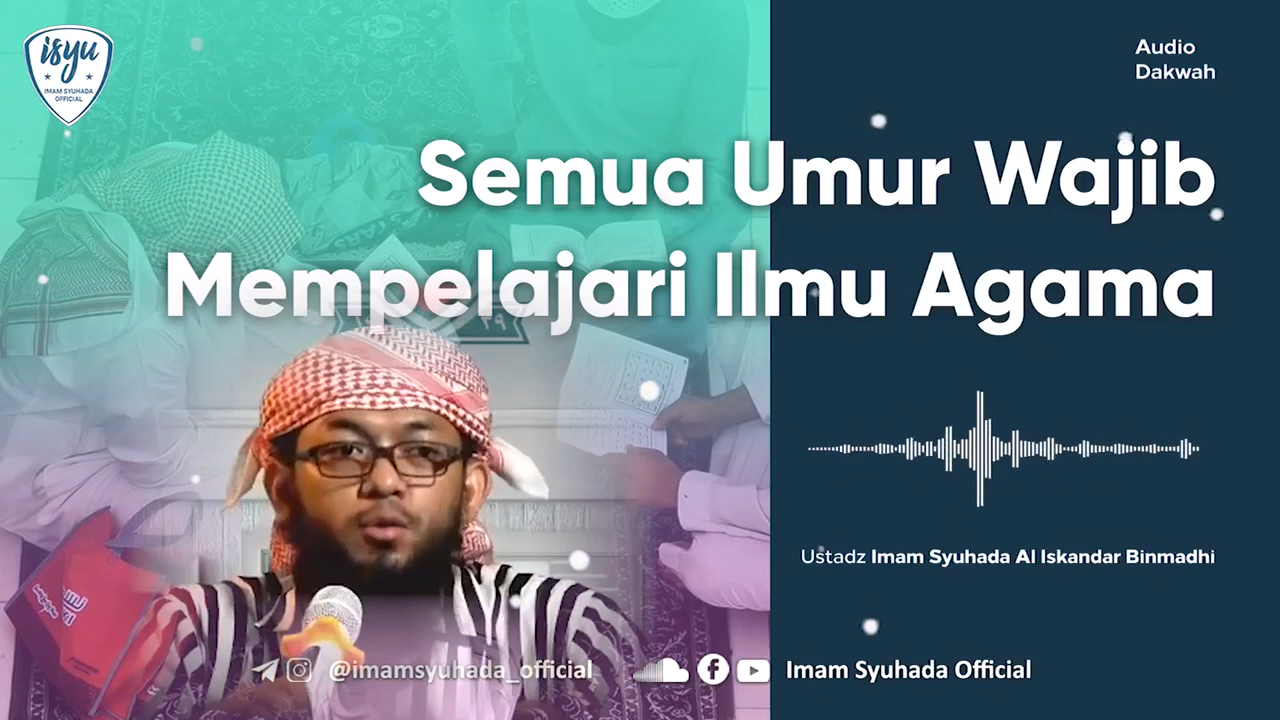 isyu
IMAM SYUHADA
OFFICIAL
Audio
Dakwah
Semua Umur Wajib
Mempelajari Ilmu Agama
Ustadz Imam Syuhada Al Iskandar Binmadhi
@imamsyuhada_official
Imam Syuhada Official